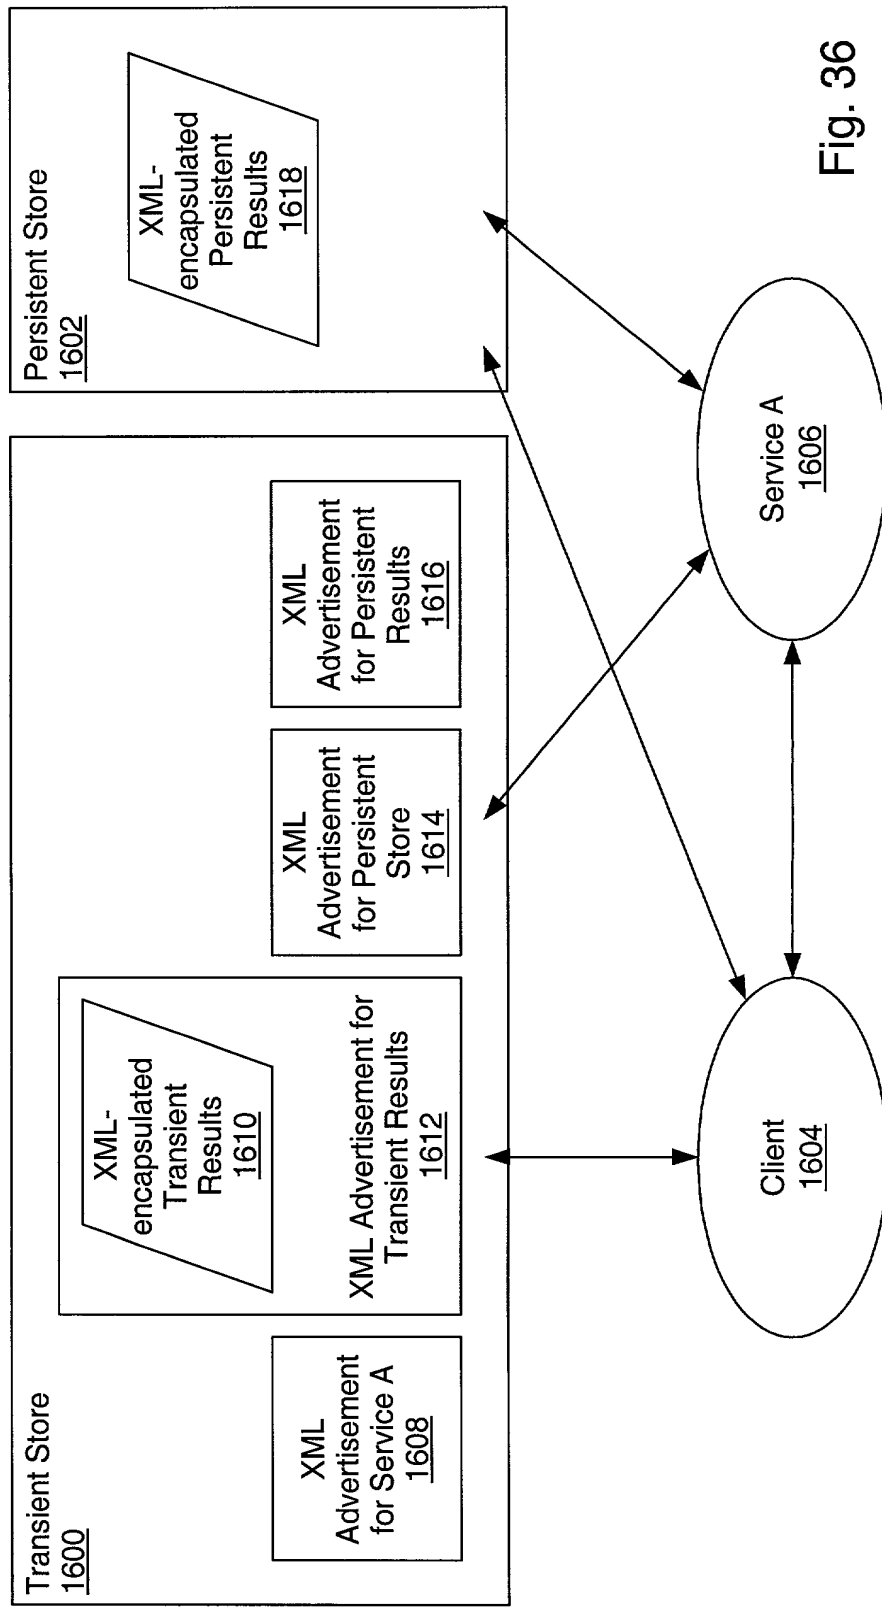 Transient Store
1600
XML
Advertisement
for Service A
1608
XML-
encapsulated
Transient
Results
1610
XML Advertisement for
Transient Results
1612
XML
Advertisement
for Persistent
Store
1614
XML
Advertisement
for Persistent
Results
1616
Persistent Store
1602
XML-
encapsulated
Persistent
Results
1618
Client
1604
Service A
1606
Fig. 36